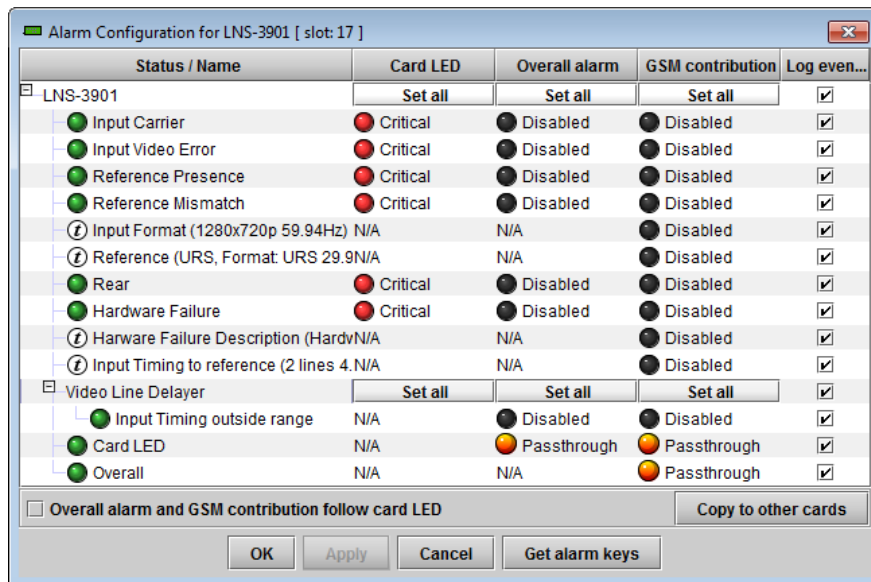 Alarm Configuration for LNS-3901 [ slot: 17 ]
Status / Name Card LED Overall alarm GSM contribution Log even...
LNS-3901 Set all Set all Set all
Input Carrier Critical Disabled Disabled
Input Video Error Critical Disabled Disabled
Reference Presence Critical Disabled Disabled
Reference Mismatch Critical Disabled Disabled
t Input Format (1280x720p 59.94Hz) N/A N/A Disabled
t Reference (URS, Format: URS 29.9 N/A N/A Disabled
Rear Critical Disabled Disabled
Hardware Failure Critical Disabled Disabled
t Harware Failure Description (Hardv N/A N/A Disabled
t Input Timing to reference (2 lines 4. N/A N/A Disabled
Video Line Delayer Set all Set all Set all
Input Timing outside range N/A Disabled Disabled
Card LED N/A Passthrough Passthrough
Overall N/A N/A Passthrough
Overall alarm and GSM contribution follow card LED Copy to other cards
OK Apply Cancel Get alarm keys